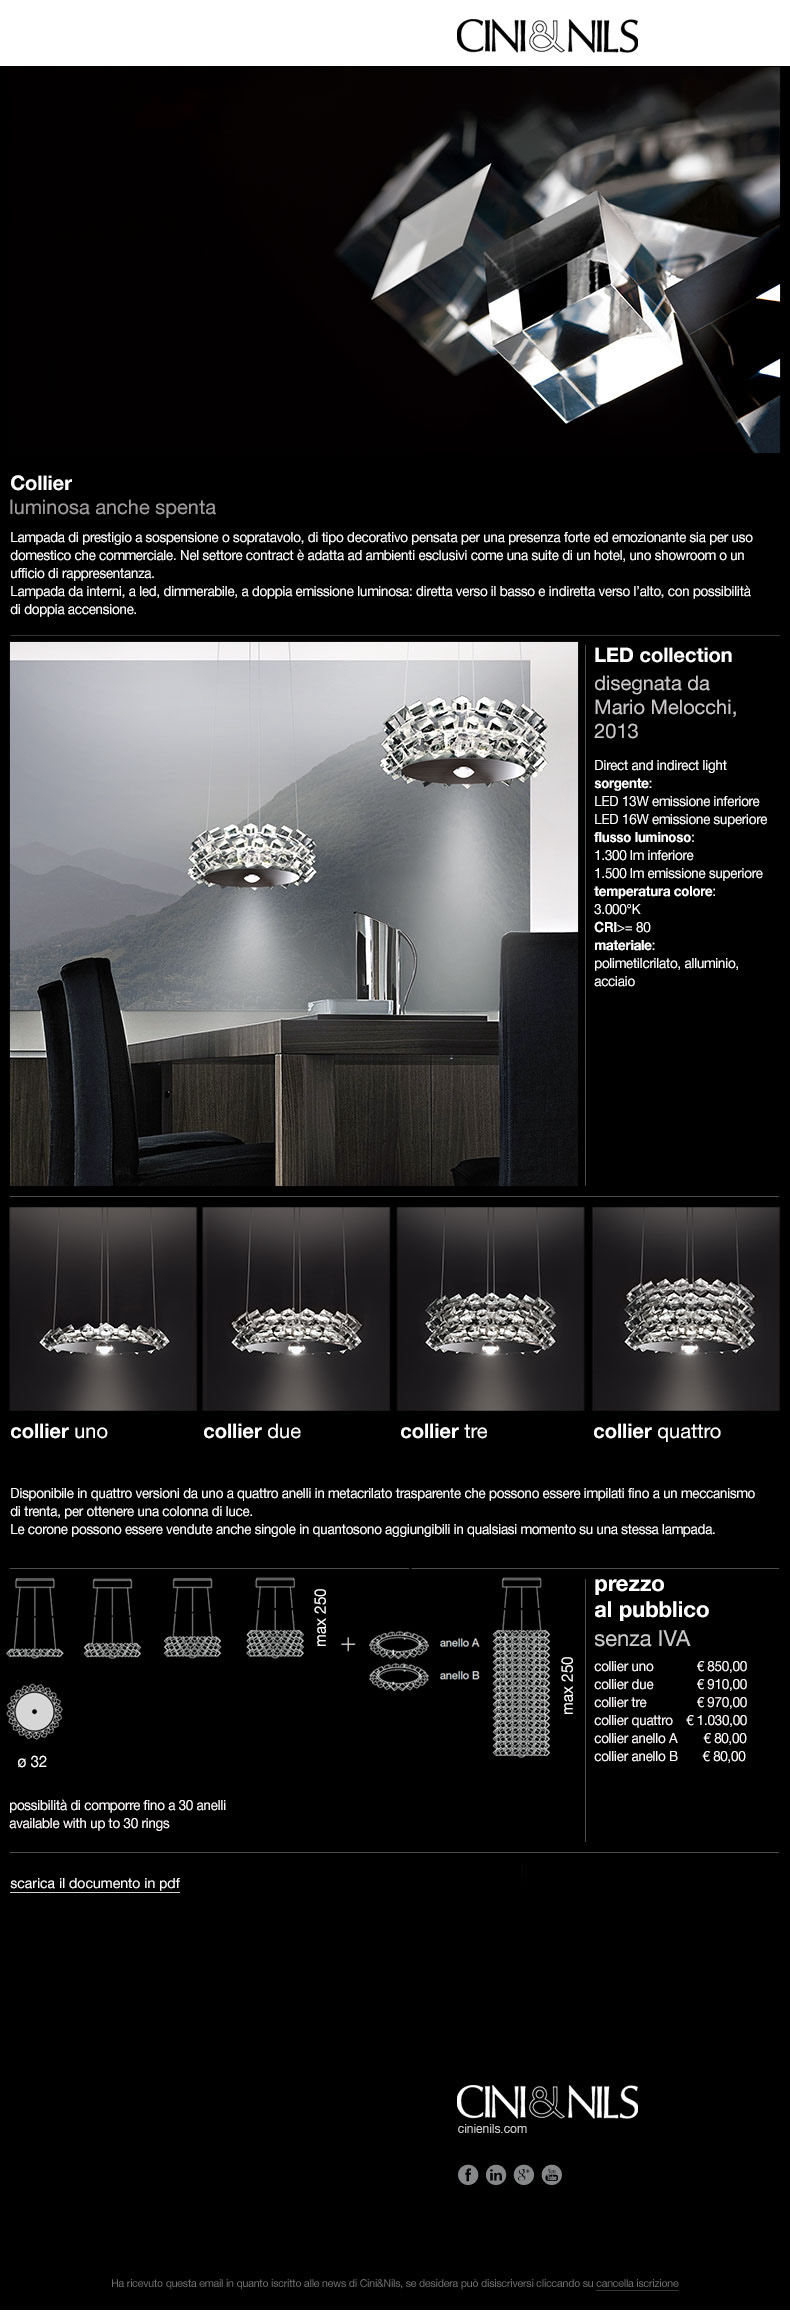 CINI&NILS
Collier
luminosa anche spenta
Lampada di prestigio a sospensione o sopratavolo, di tipo decorativo pensata per una presenza forte ed emozionante sia per uso
domestico che commerciale. Nel settore contract è adatta ad ambienti esclusivi come una suite di un hotel, uno showroom o un
ufficio di rappresentanza.
Lampada da interni, a led, dimmerabile, a doppia emissione luminosa: diretta verso il basso e indiretta verso l'alto, con possibilità
di doppia accensione.
LED collection
disegnata da
Mario Melocchi,
2013
Direct and indirect light
sorgente:
LED 13W emissione inferiore
LED 16W emissione superiore
flusso luminoso:
1.300 lm inferiore
1.500 lm emissione superiore
temperatura colore:
3.000°K
CRI>= 80
materiale:
polimetilcrilato, alluminio,
acciaio
collier uno
collier due
collier tre
collier quattro
Disponibile in quattro versioni da uno a quattro anelli in metacrilato trasparente che possono essere impilati fino a un meccanismo
di trenta, per ottenere una colonna di luce.
Le corone possono essere vendute anche singole in quantosono aggiungibili in qualsiasi momento su una stessa lampada.
max 250
+
anello A
anello B
max 250
ø 32
possibilità di comporre fino a 30 anelli
available with up to 30 rings
prezzo
al pubblico
senza IVA
collier uno € 850,00
collier due € 910,00
collier tre € 970,00
collier quattro € 1.030,00
collier anello A € 80,00
collier anello B € 80,00
scarica il documento in pdf
CINI&NILS
cinienils.com
f in g+ You Tube
Ha ricevuto questa email in quanto iscritto alle news di Cini&Nils, se desidera può disiscriversi cliccando su cancella iscrizione